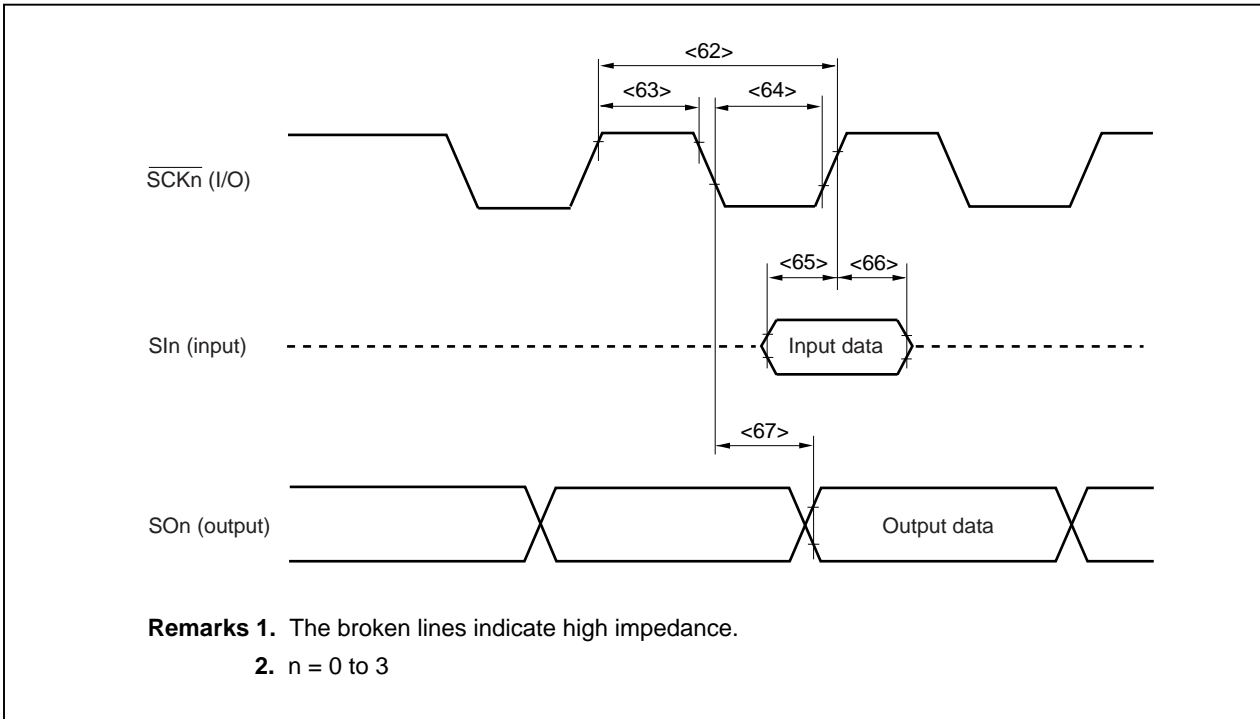 <62>
<63> <64>
SCKn (I/O)
<65> <66>
SIn (input) Input data
<67>
SOn (output) Output data
Remarks 1. The broken lines indicate high impedance.
2. n = 0 to 3